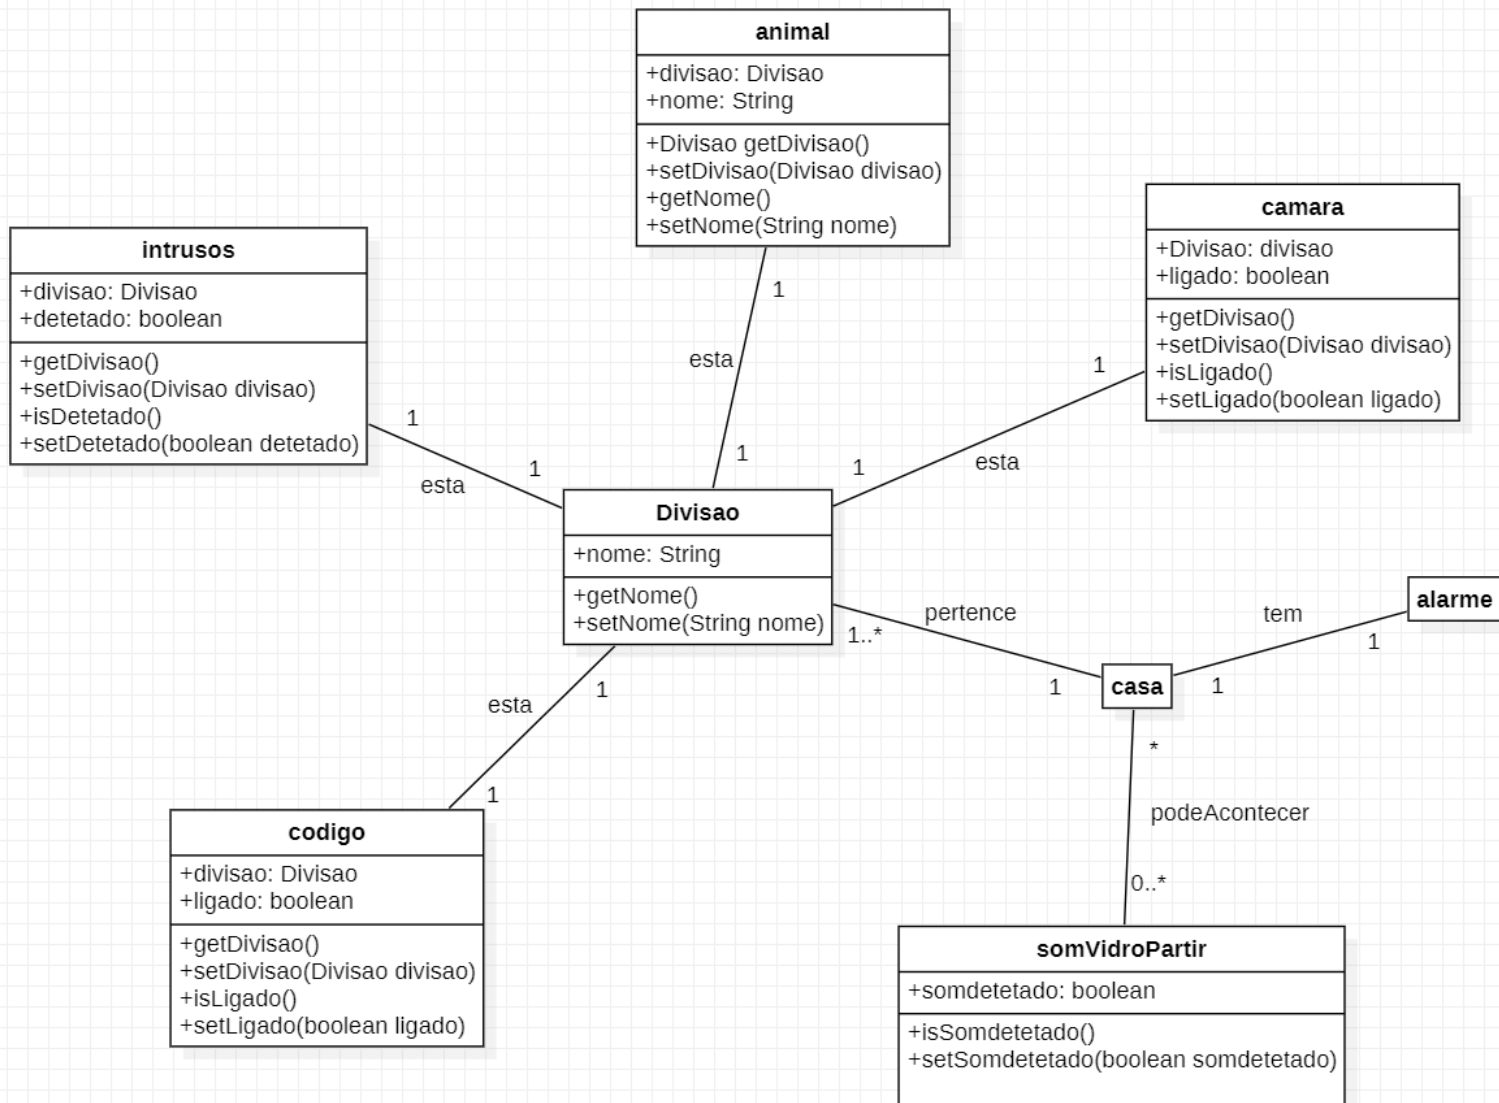 animal
+divisao: Divisao
+nome: String
+Divisao getDivisao()
+setDivisao(Divisao divisao)
+getNome()
+setNome(String nome)
camara
+Divisao: divisao
+ligado: boolean
+getDivisao()
+setDivisao(Divisao divisao)
+isLigado()
+setLigado(boolean ligado)
intrusos
+divisao: Divisao
+detetado: boolean
+getDivisao()
+setDivisao(Divisao divisao)
+isDetetado()
+setDetetado(boolean detetado)
1
esta
1
1
esta
1
1
esta
1
1
esta
1
Divisao
+nome: String
+getNome()
+setNome(String nome)
1..*
pertence
1
casa
1
tem
1
alarme
1
esta
1
codigo
+divisao: Divisao
+ligado: boolean
+getDivisao()
+setDivisao(Divisao divisao)
+isLigado()
+setLigado(boolean ligado)
*
podeAcontecer
0..*
somVidroPartir
+somdetetado: boolean
+isSomdetetado()
+setSomdetetado(boolean somdetetado)